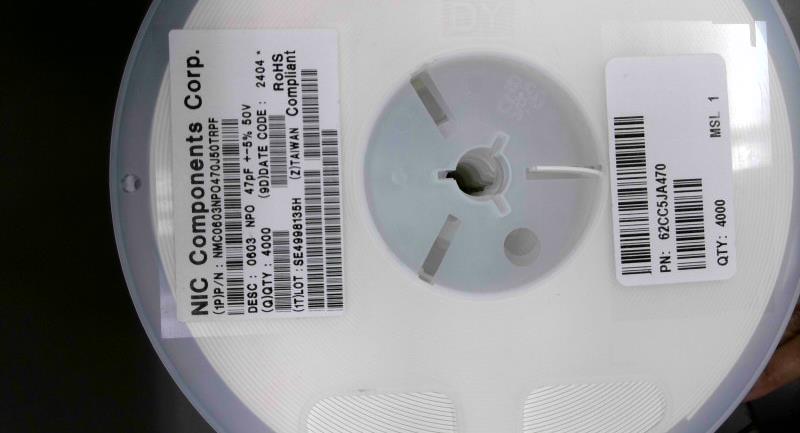 NIC Components Corp.
(1P)P/N : NMC0603NPO470J50TRPF
DESC : 0603 NPO 47pF +-5% 50V
(Q)QTY : 4000 (9D)DATE CODE : 2404 *
RoHS
(1T)LOT:SE4998135H (Z)TAIWAN Compliant
PN: 62CC5JA470
QTY: 4000 MSL 1